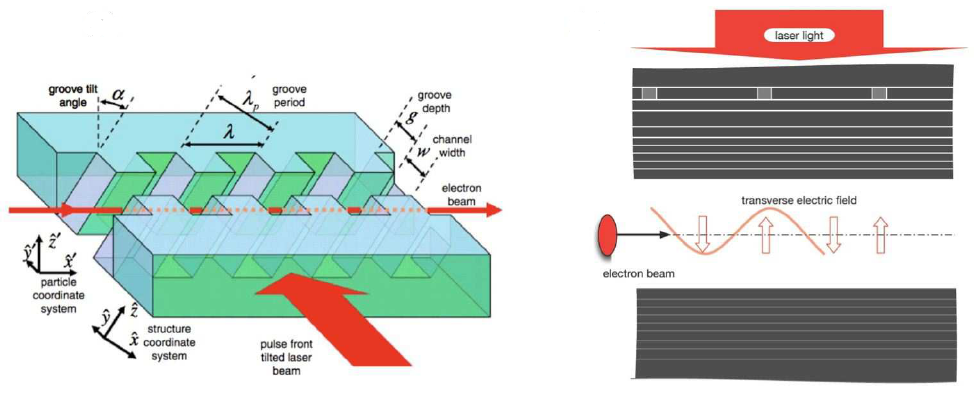 groove tilt
angle
α
λp
groove
period
λ
groove
depth
g
channel
width
w
electron
beam
ẑ′
ŷ′
x̂′
particle
coordinate
system
ŷ
ẑ
x̂
structure
coordinate
system
pulse front
tilted laser
beam
laser light
transverse electric field
electron beam